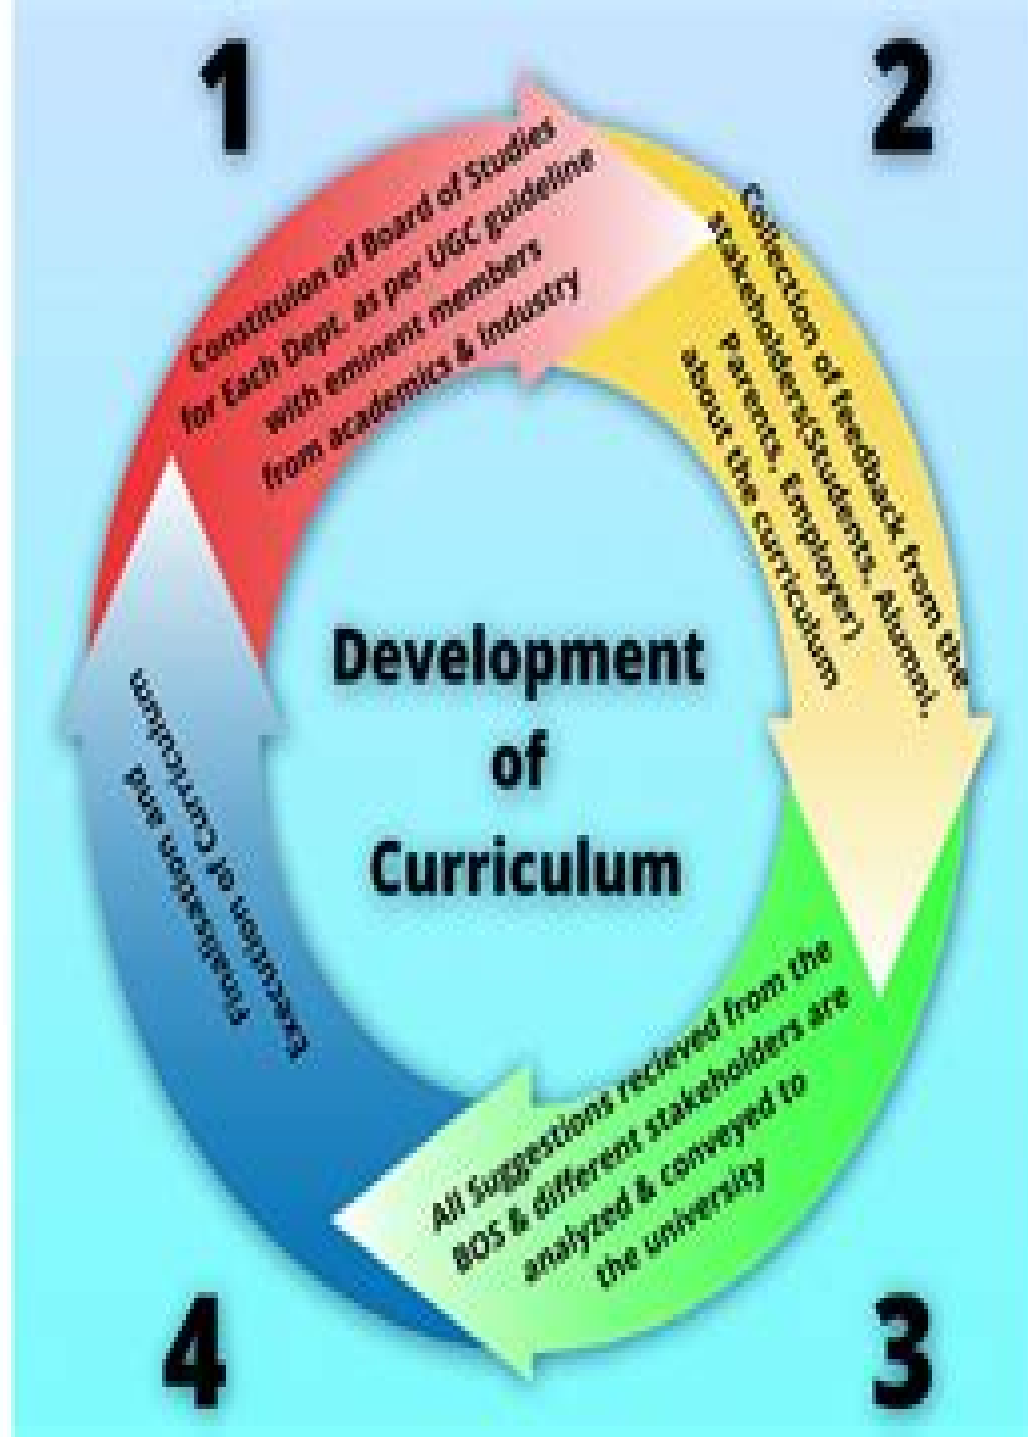 1
Constituion of Board of Studies
for Each Dept. as per UGC guideline
with eminent members
from academics & Industry
2
Collection of feedback from the
stakeholders(Students, Alumni,
Parents, Employer)
about the curriculum
Development
of
Curriculum
3
All Suggestions recieved from the
BOS & different stakeholders are
analyzed & conveyed to
the university
4
Finalisation and
Execution of Curriculum